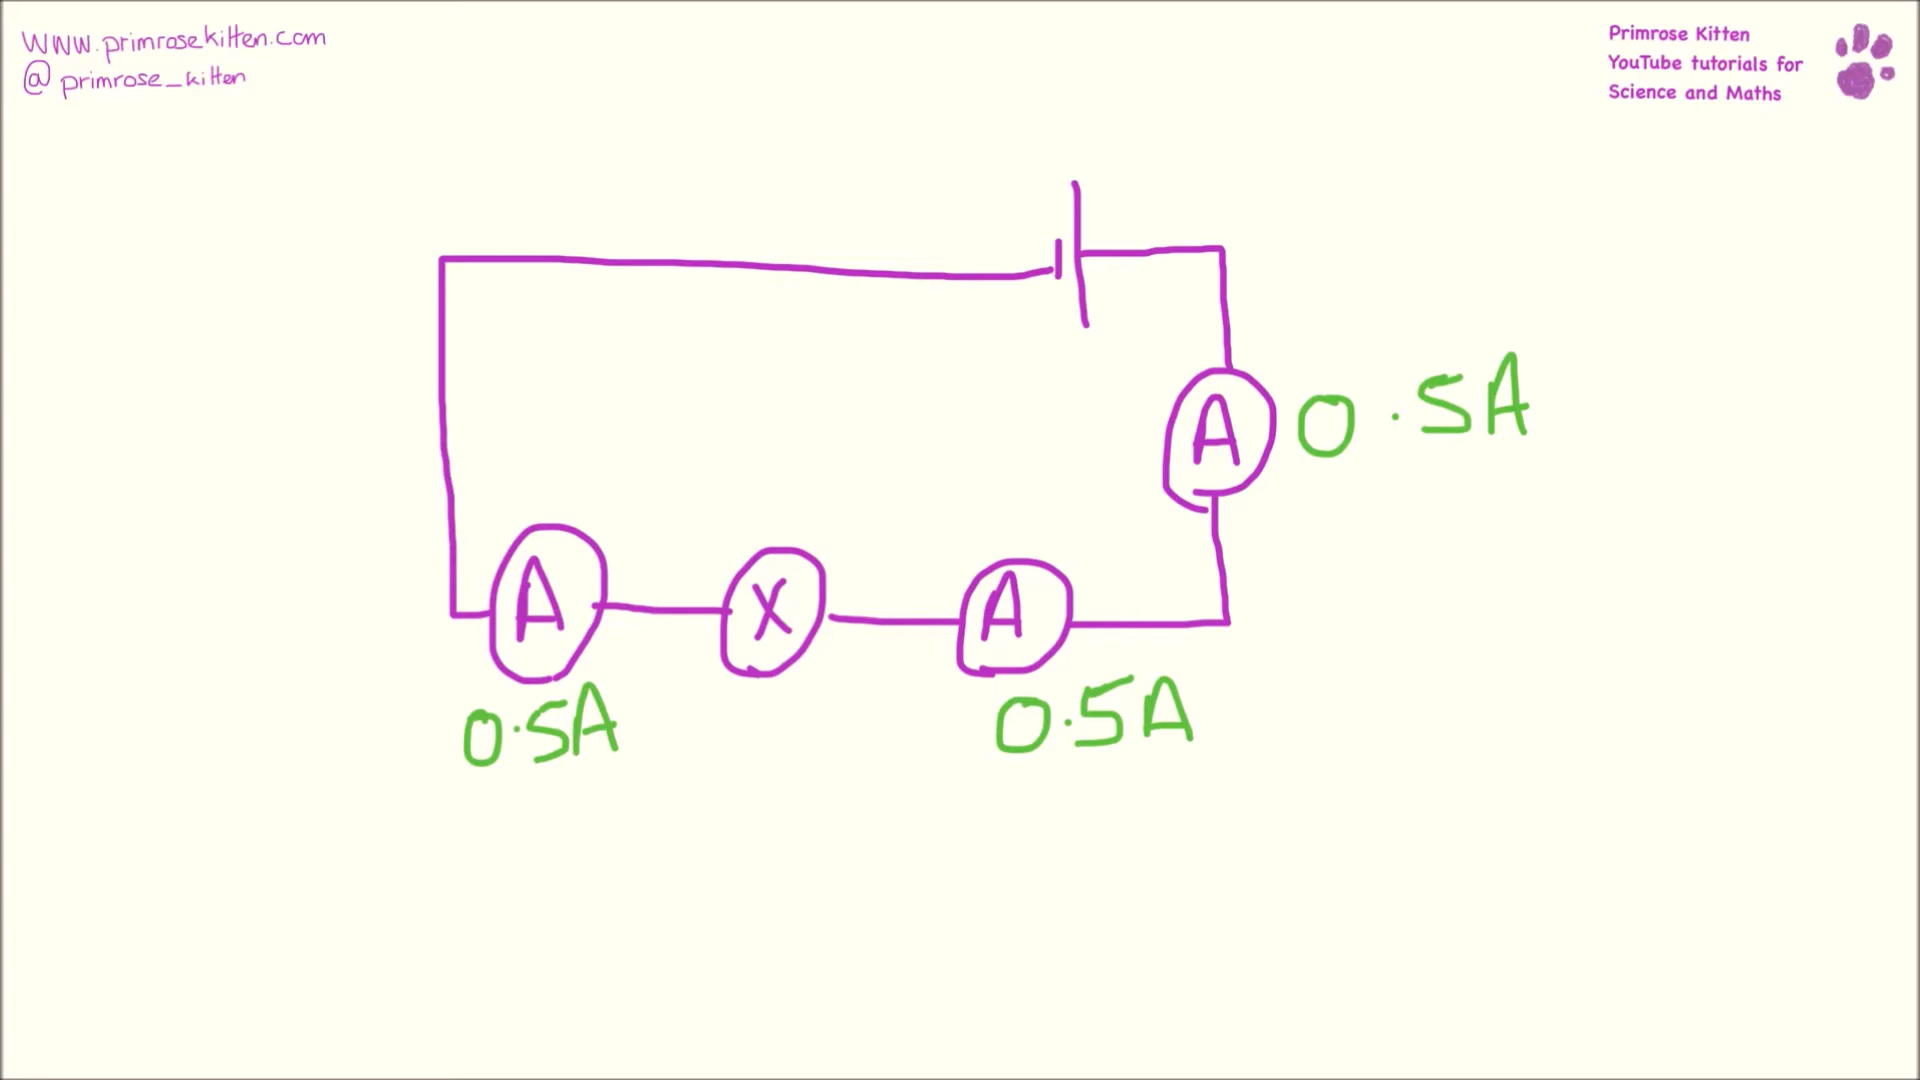 www.primrosekitten.com
@primrose_kitten
Primrose Kitten
YouTube tutorials for
Science and Maths
A 0.5A
A X A
0.5A 0.5A